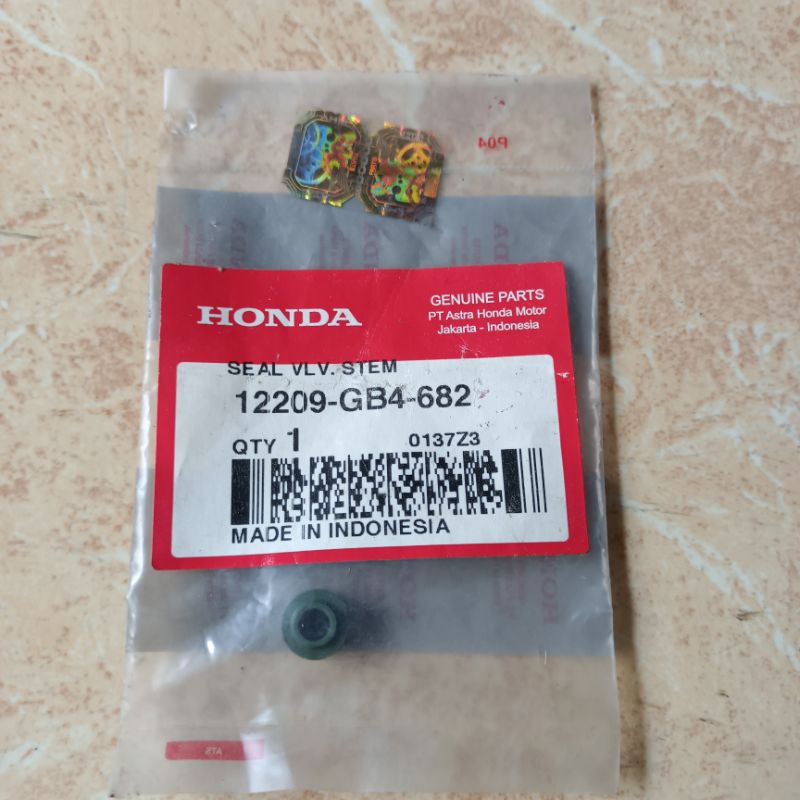 P04
HONDA
GENUINE PARTS
PT Astra Honda Motor
Jakarta - Indonesia
SEAL VLV. STEM
12209-GB4-682
QTY 1
0137Z3
MADE IN INDONESIA
ATS